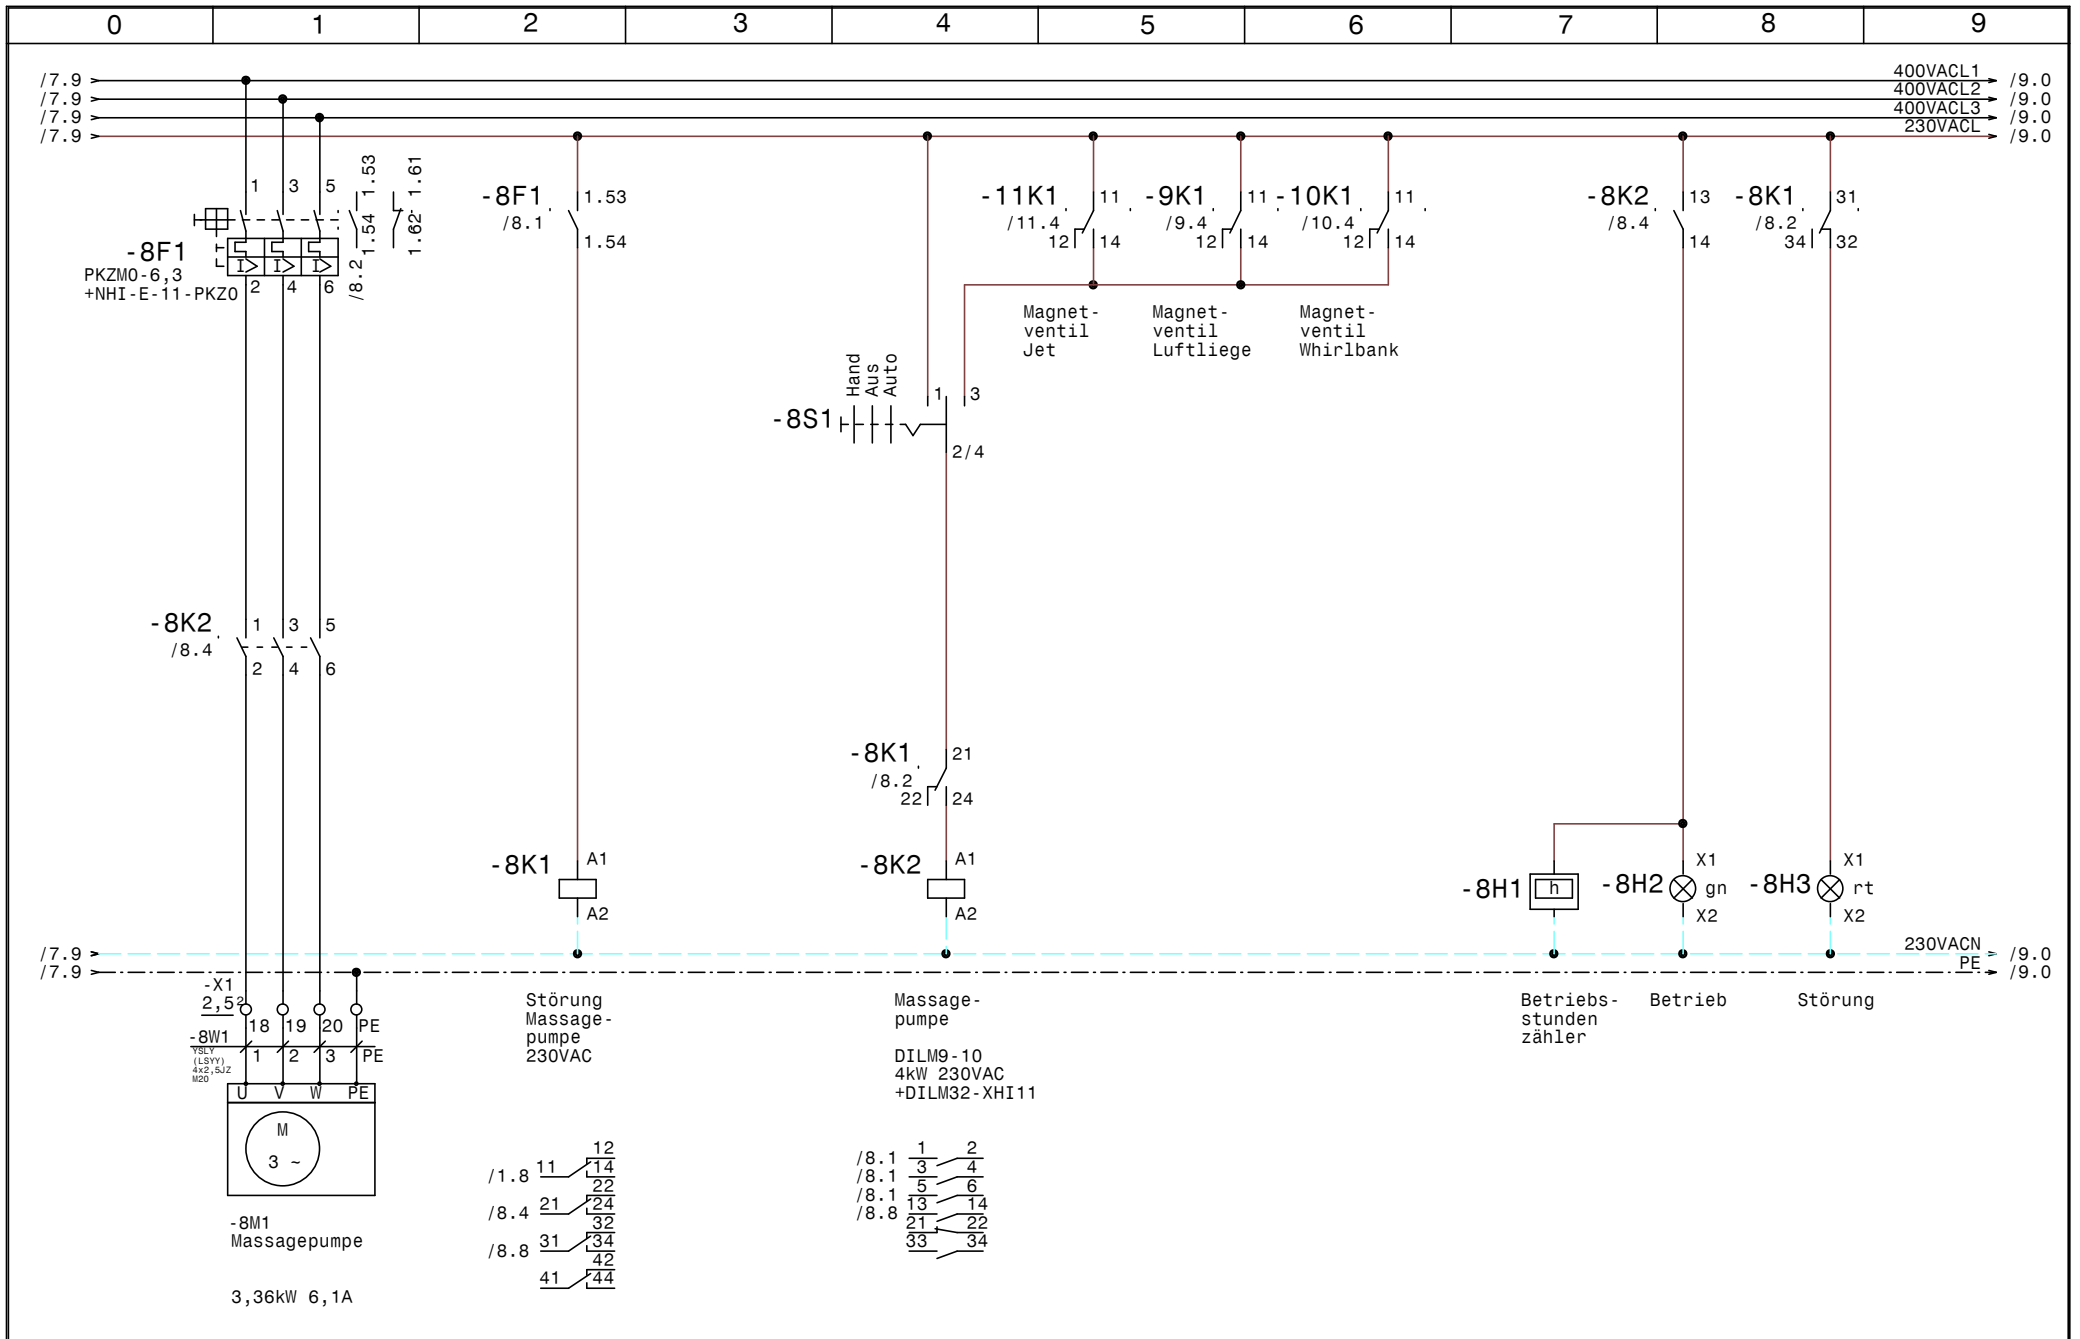 0 1 2 3 4 5 6 7 8 9
/7.9 400VACL1 /9.0
/7.9 400VACL2 /9.0
/7.9 400VACL3 /9.0
/7.9 230VACL /9.0
1 3 5 1.53 1.61
1.54 1.62
-8F1
PKZM0-6,3
+NHI-E-11-PKZ0
2 4 6 /8.2
I> I> I>
-8F1 1.53
/8.1
1.54
-11K1 11
/11.4
12 14
-9K1 11
/9.4
12 14
-10K1 11
/10.4
12 14
-8K2 13
/8.4
14
-8K1 31
/8.2
34 32
Magnet-
ventil
Jet
Magnet-
ventil
Luftliege
Magnet-
ventil
Whirlbank
Hand
Aus
Auto
-8S1 1 3
2/4
-8K2 1 3 5
/8.4
2 4 6
-8K1 21
/8.2
22 24
-8K1 A1
A2
-8K2 A1
A2
-8H1 h
-8H2 X1
gn
X2
-8H3 X1
rt
X2
/7.9 230VACN /9.0
/7.9 PE /9.0
-X1
2,5²
18 19 20 PE
-8W1
YSLY
(LSYY)
4x2,5JZ
M20
1 2 3 PE
U V W PE
M
3 ~
-8M1
Massagepumpe
3,36kW 6,1A
Störung
Massage-
pumpe
230VAC
Massage-
pumpe
DILM9-10
4kW 230VAC
+DILM32-XHI11
Betriebs-
stunden
zähler
Betrieb
Störung
12
/1.8 11 14
22
/8.4 21 24
32
/8.8 31 34
42
41 44
/8.1 1 2
/8.1 3 4
/8.1 5 6
/8.8 13 14
21 22
33 34